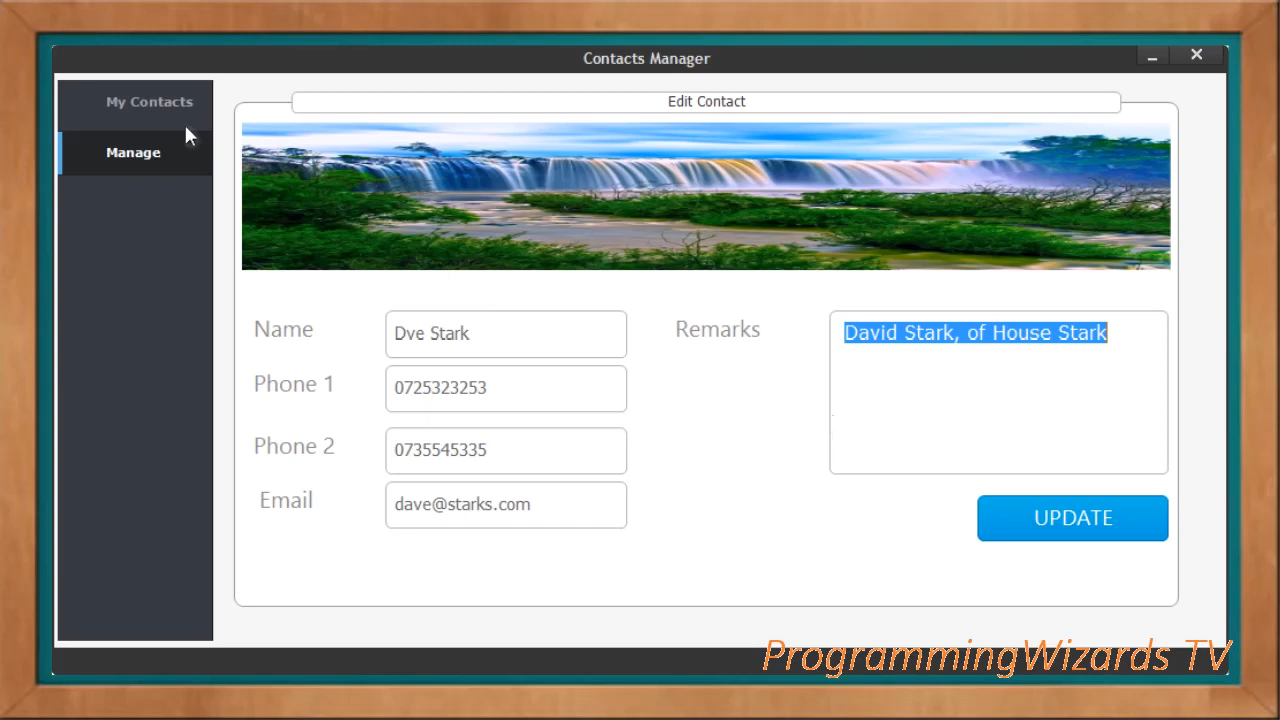 Contacts Manager
My Contacts
Manage
Edit Contact
Name
Dve Stark
Phone 1
0725323253
Phone 2
0735545335
Email
dave@starks.com
Remarks
David Stark, of House Stark
UPDATE
ProgrammingWizards TV